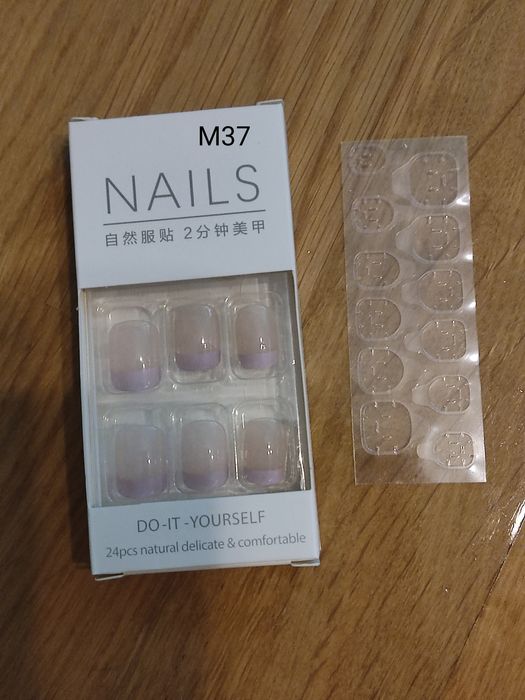 M37
NAILS
自然服贴 2分钟美甲
DO-IT-YOURSELF
24pcs natural delicate & comfortable